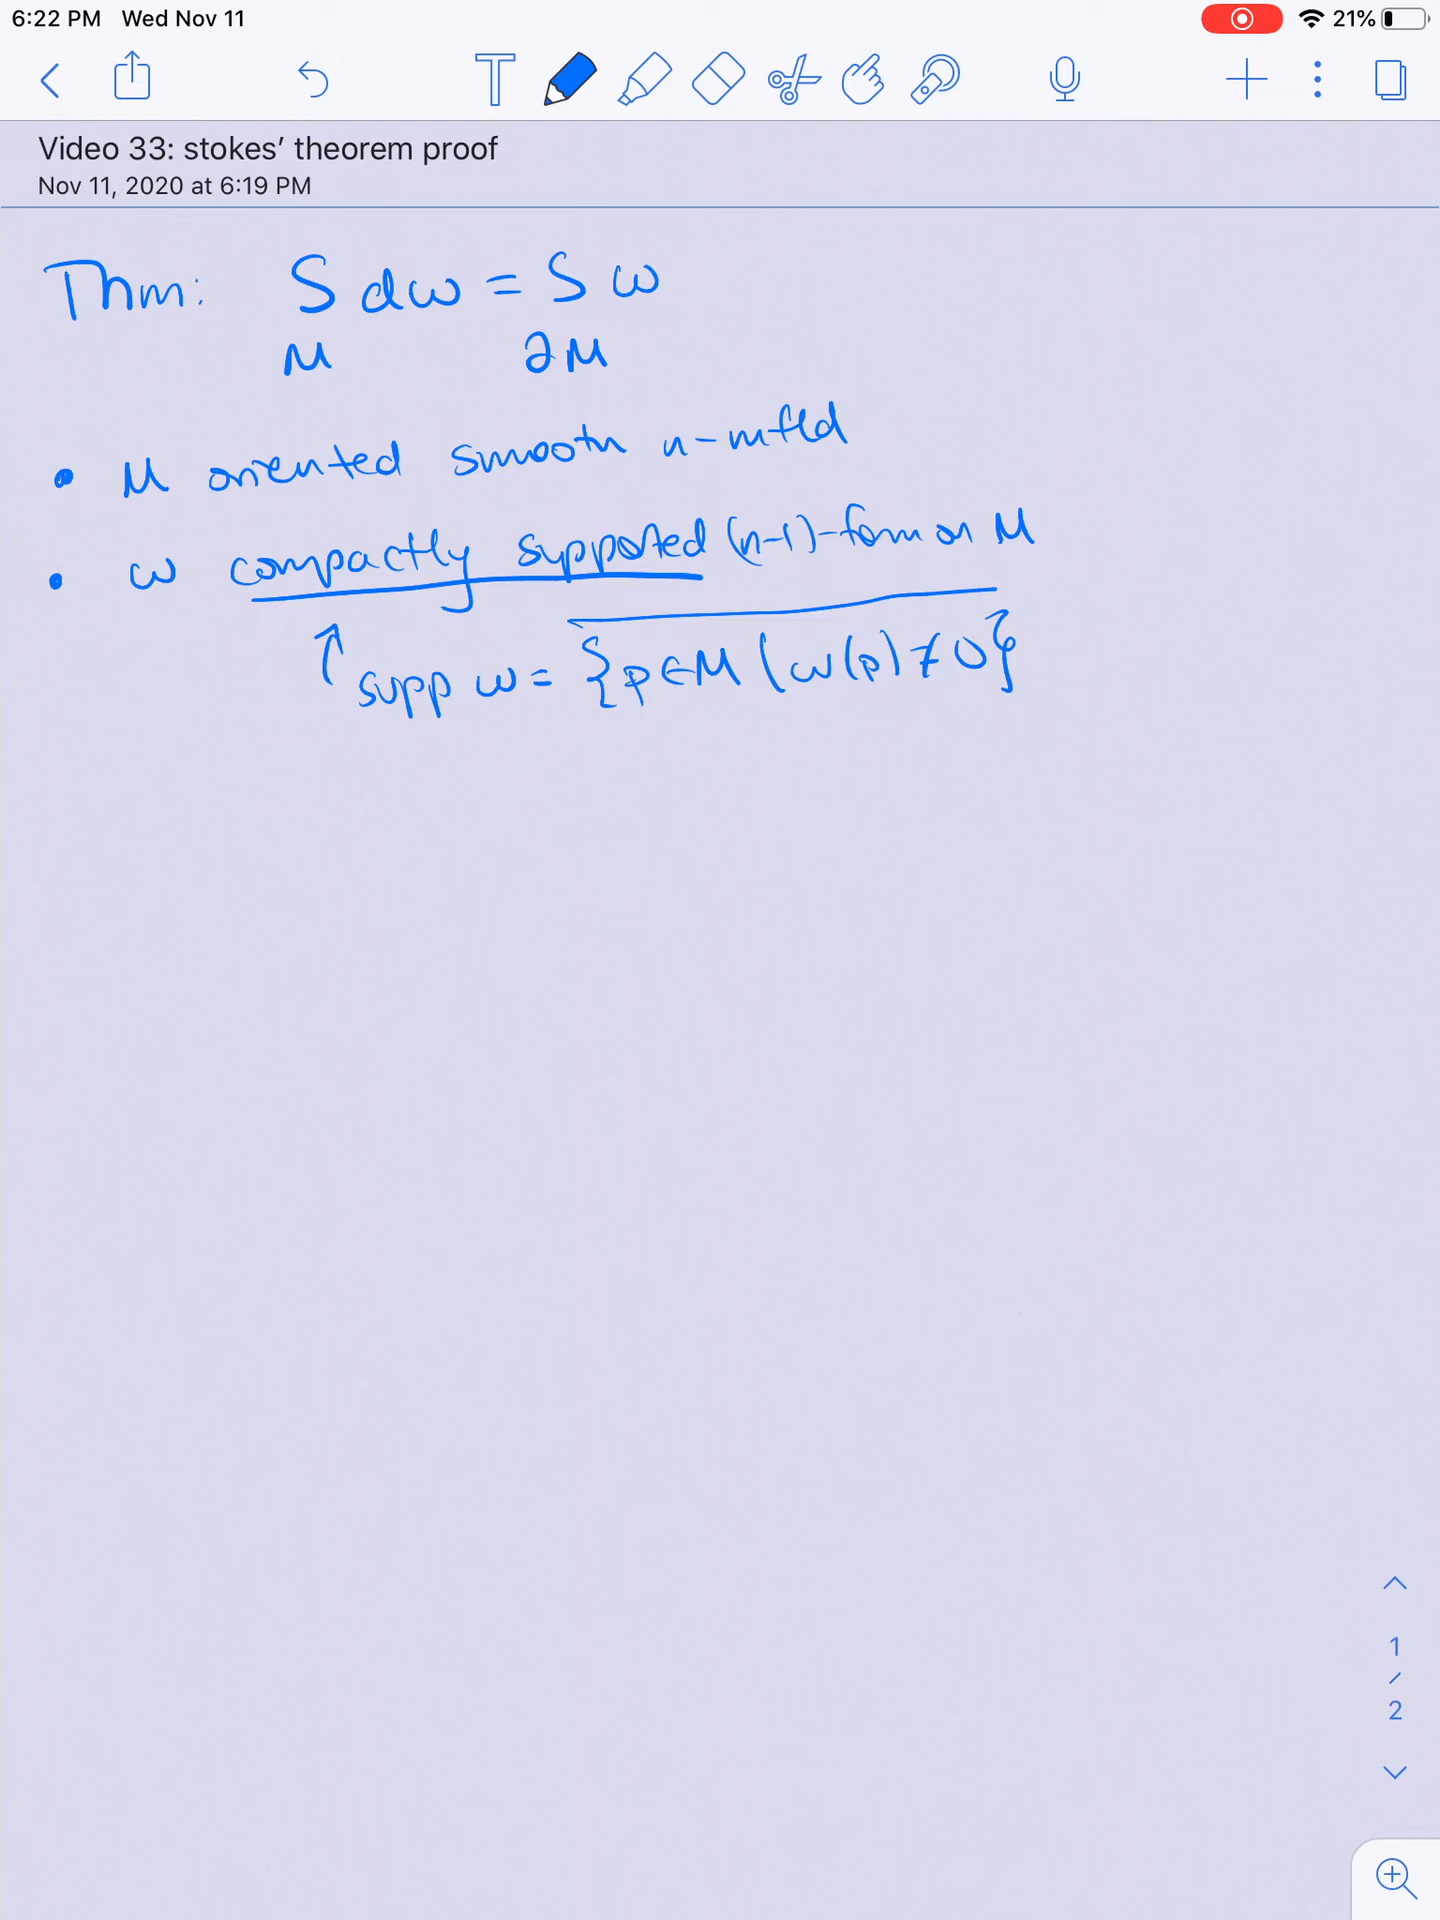 6:22 PM Wed Nov 11 21%
T
Video 33: stokes' theorem proof
Nov 11, 2020 at 6:19 PM
Thm: ∫ dω = ∫ ω
M ∂M
• M oriented smooth n-mfld
• ω compactly supported (n-1)-form on M
↑ supp ω = {p∈M | ω(p) ≠ 0}
1
/
2